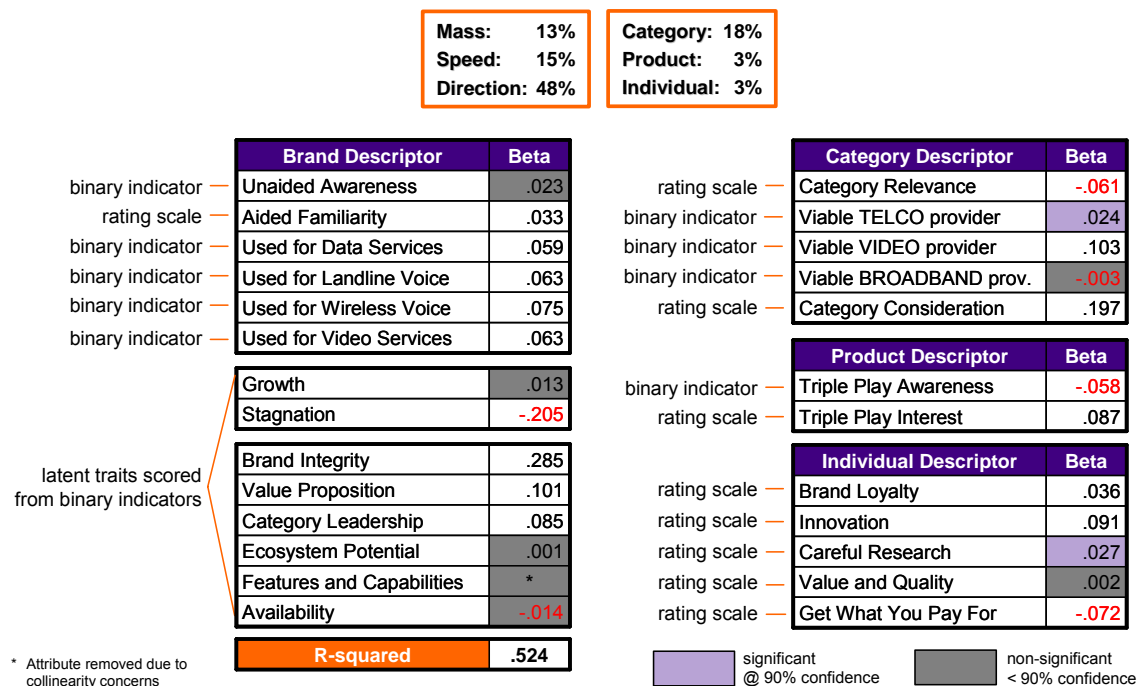 Mass: 13%
Speed: 15%
Direction: 48%
Category: 18%
Product: 3%
Individual: 3%
Brand Descriptor Beta
binary indicator Unaided Awareness .023
rating scale Aided Familiarity .033
binary indicator Used for Data Services .059
binary indicator Used for Landline Voice .063
binary indicator Used for Wireless Voice .075
binary indicator Used for Video Services .063
Growth .013
Stagnation -.205
latent traits scored
from binary indicators
Brand Integrity .285
Value Proposition .101
Category Leadership .085
Ecosystem Potential .001
Features and Capabilities *
Availability -.014
R-squared .524
* Attribute removed due to
collinearity concerns
Category Descriptor Beta
rating scale Category Relevance -.061
binary indicator Viable TELCO provider .024
binary indicator Viable VIDEO provider .103
binary indicator Viable BROADBAND prov. -.003
rating scale Category Consideration .197
Product Descriptor Beta
binary indicator Triple Play Awareness -.058
rating scale Triple Play Interest .087
Individual Descriptor Beta
rating scale Brand Loyalty .036
rating scale Innovation .091
rating scale Careful Research .027
rating scale Value and Quality .002
rating scale Get What You Pay For -.072
significant
@ 90% confidence
non-significant
< 90% confidence